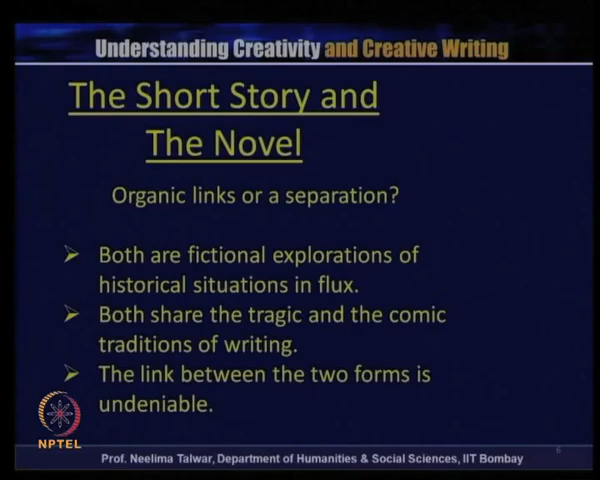 Understanding Creativity and Creative Writing
The Short Story and
The Novel
Organic links or a separation?
Both are fictional explorations of
historical situations in flux.
Both share the tragic and the comic
traditions of writing.
The link between the two forms is
undeniable.
NPTEL
Prof. Neelima Talwar, Department of Humanities & Social Sciences, IIT Bombay
6